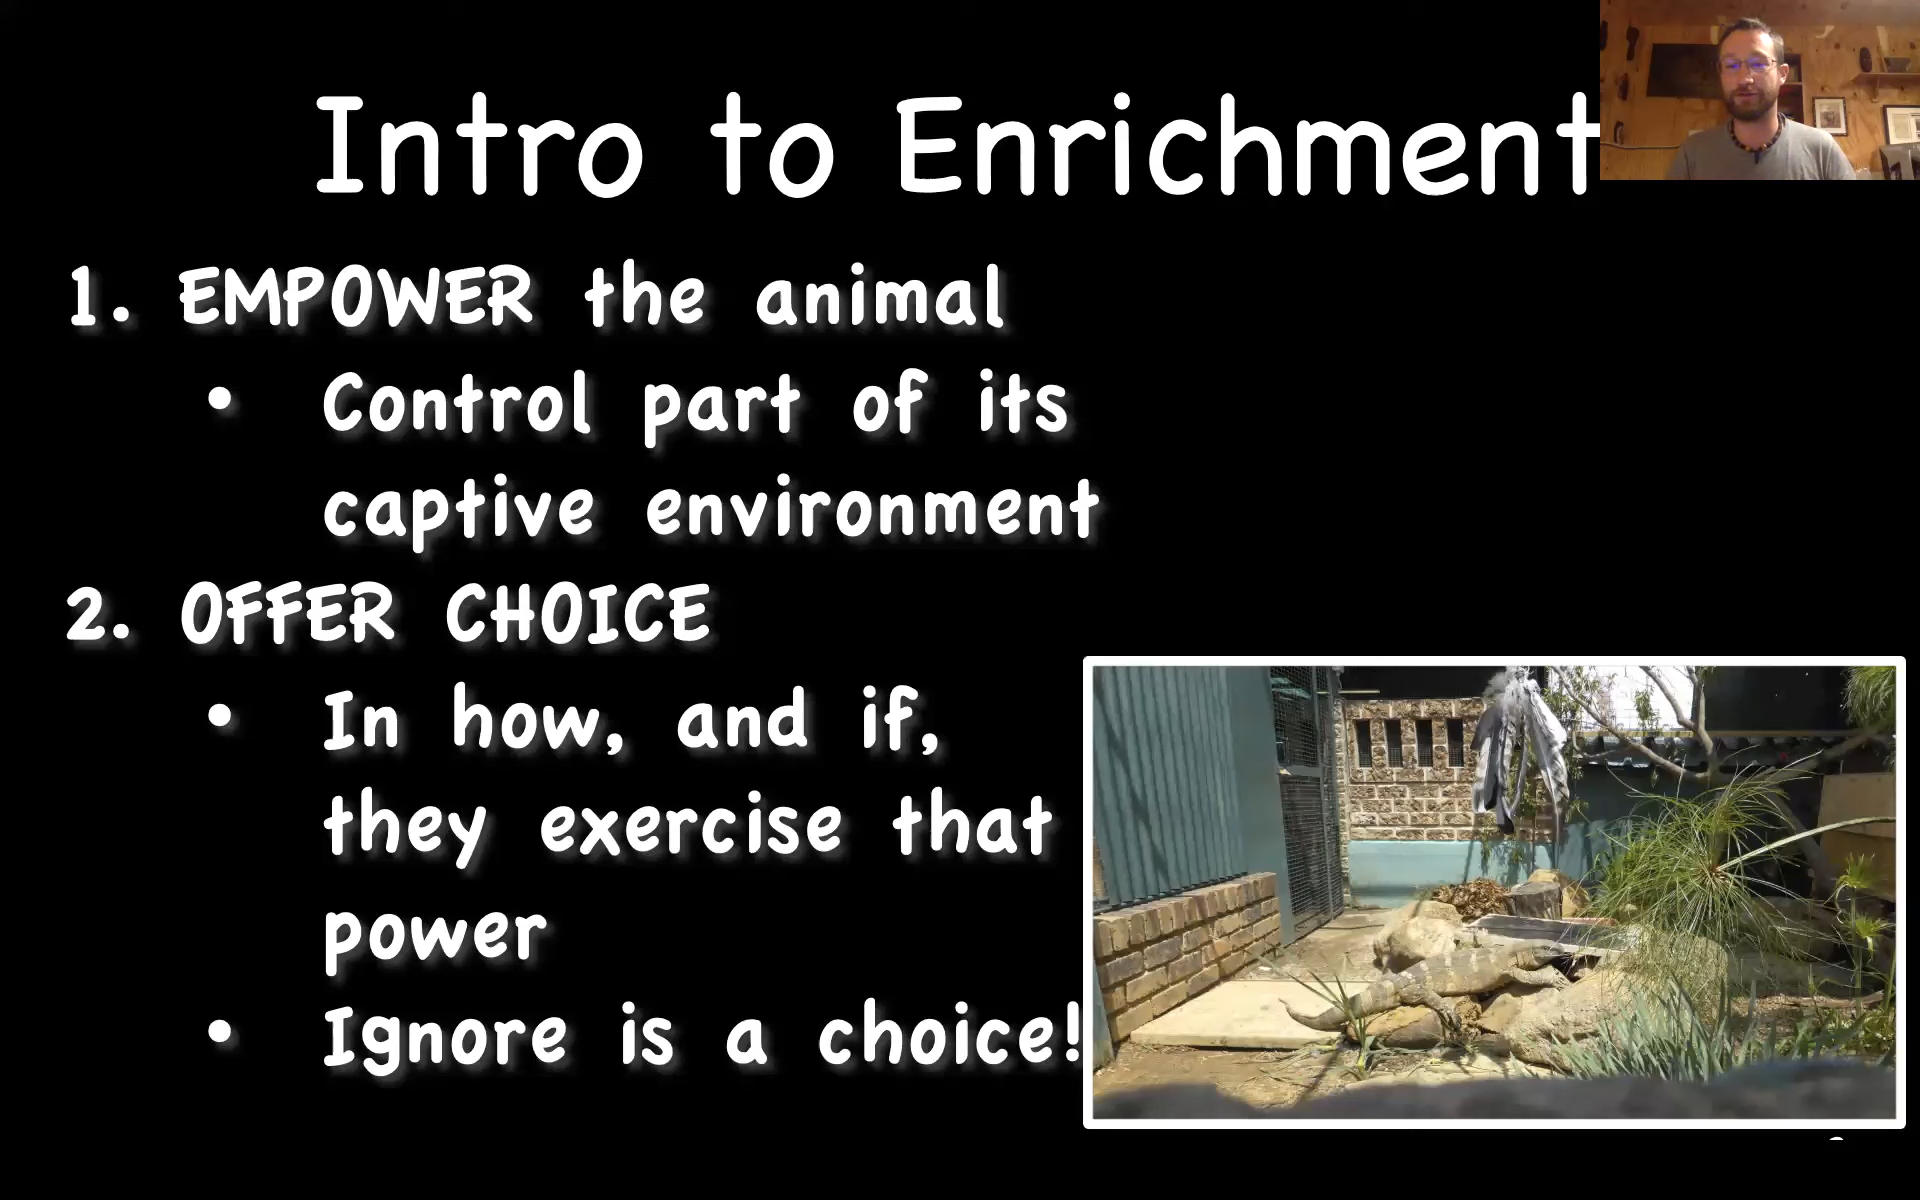 Intro to Enrichment
1. EMPOWER the animal
• Control part of its
captive environment
2. OFFER CHOICE
• In how, and if,
they exercise that
power
• Ignore is a choice!